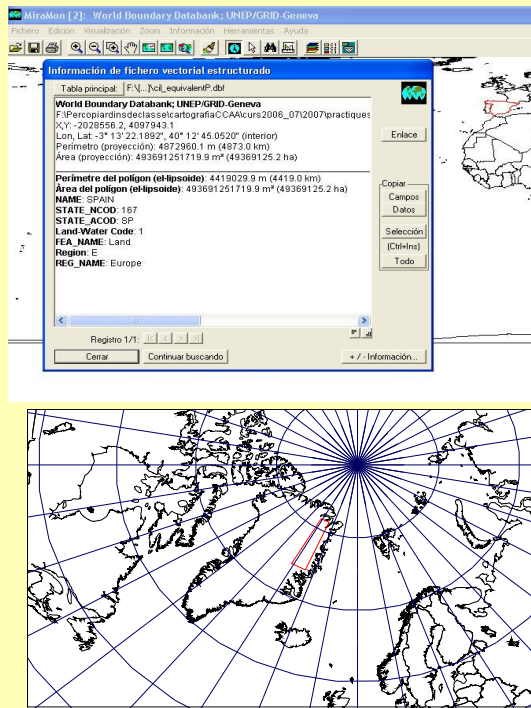 MiraMon [2]: World Boundary Databank; UNEP/GRID-Geneva
Fichero Edición Visualización Zoom Información Herramientas Ayuda
Información de fichero vectorial estructurado
Tabla principal: F:\[...]\cil_equivalentP.dbf
World Boundary Databank; UNEP/GRID-Geneva
F:\Percopiardinsdeclasse\cartografiaCCAA\curs2006_07\2007\practiques
X,Y: -2028556.2, 4097943.1
Lon, Lat: -3° 13' 22.1892", 40° 12' 45.0520" (interior)
Perímetro (proyección): 4872960.1 m (4873.0 km)
Área (proyección): 493691251719.9 m² (49369125.2 ha)
Perímetre del polígon (el·lipsoide): 4419029.9 m (4419.0 km)
Àrea del polígon (el·lipsoide): 493691251719.9 m² (49369125.2 ha)
NAME: SPAIN
STATE_NCOD: 167
STATE_ACOD: SP
Land-Water Code: 1
FEA_NAME: Land
Region: E
REG_NAME: Europe
Enlace
Copiar
Campos
Datos
Selección
(Ctrl+Ins)
Todo
Registro 1/1:
Cerrar
Continuar buscando
+ / - Información...